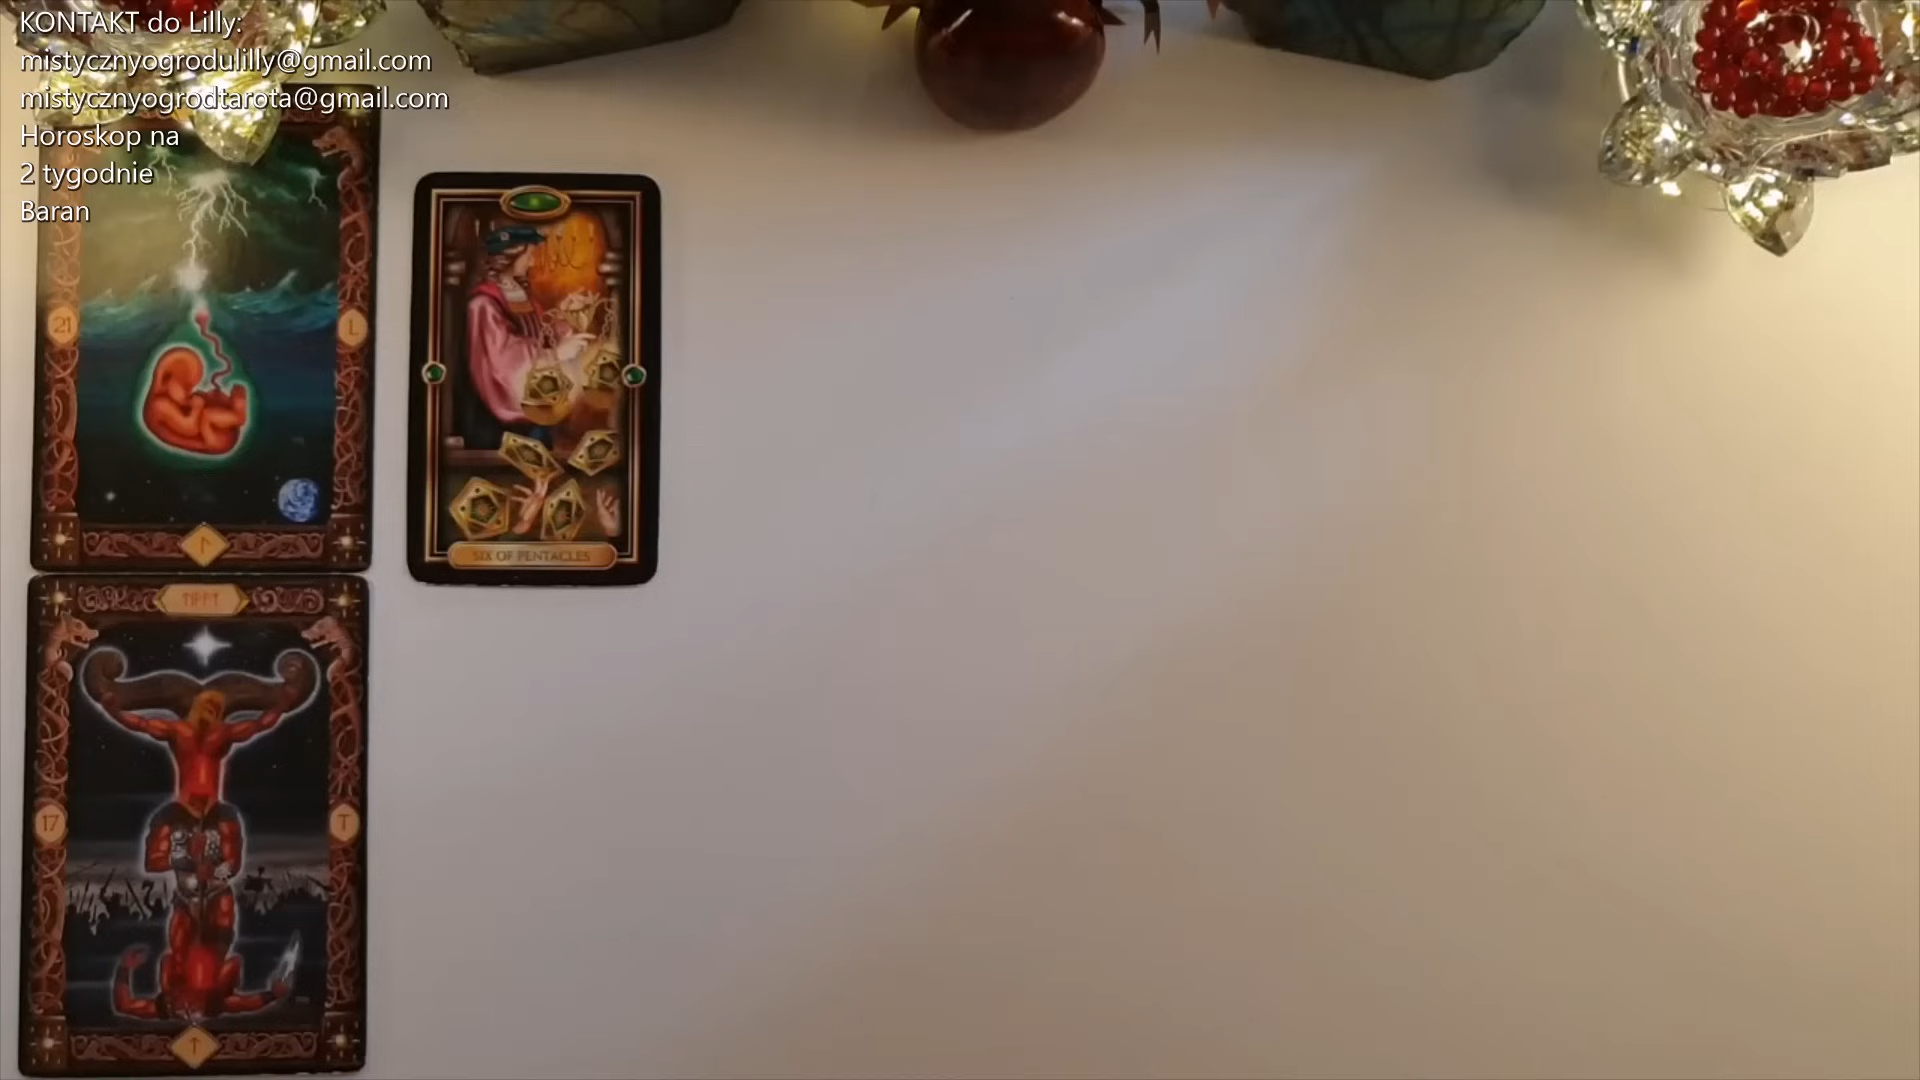 KONTAKT do Lilly:
mistycznyogrodulilly@gmail.com
mistycznyogrodtarota@gmail.com
Horoskop na
2 tygodnie
Baran
21
L
ᛚ
SIX OF PENTACLES
17
T
ᛏ